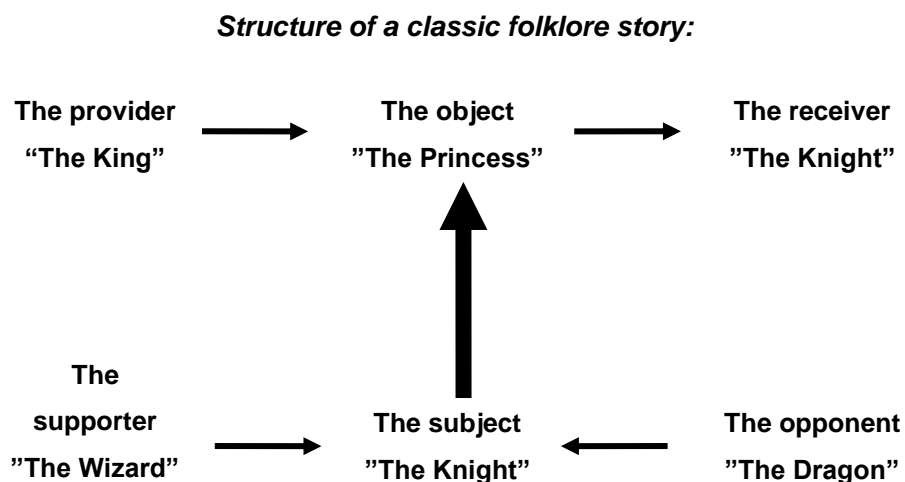 Structure of a classic folklore story:
The provider
“The King”
The object
”The Princess”
The receiver
”The Knight”
The
supporter
”The Wizard”
The subject
”The Knight”
The opponent
”The Dragon”